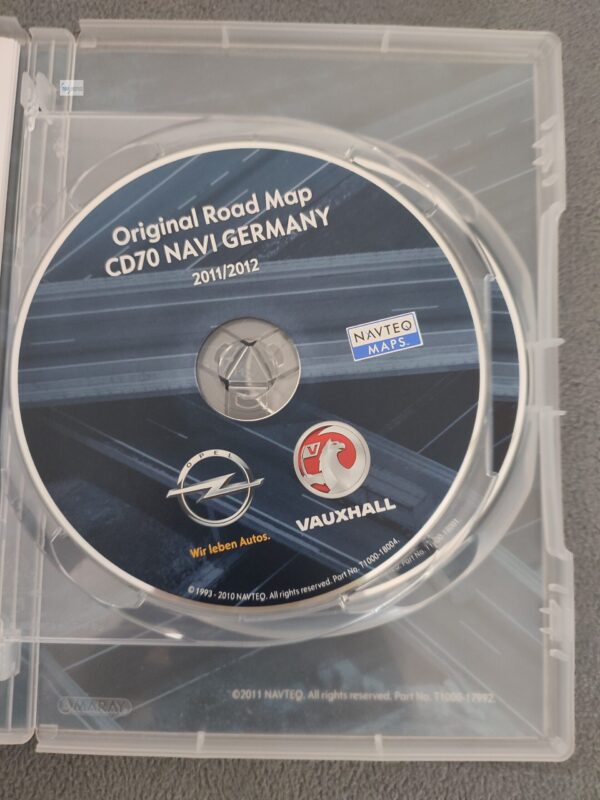 Original Road Map
CD70 NAVI GERMANY
2011/2012
NAVTEQ
MAPS
OPEL
Wir leben Autos.
V
VAUXHALL
© 1993 - 2010 NAVTEQ. All rights reserved. Part No. T1000-18004.
©2011 NAVTEQ. All rights reserved. Part No. T1000-17992.
AMARAY